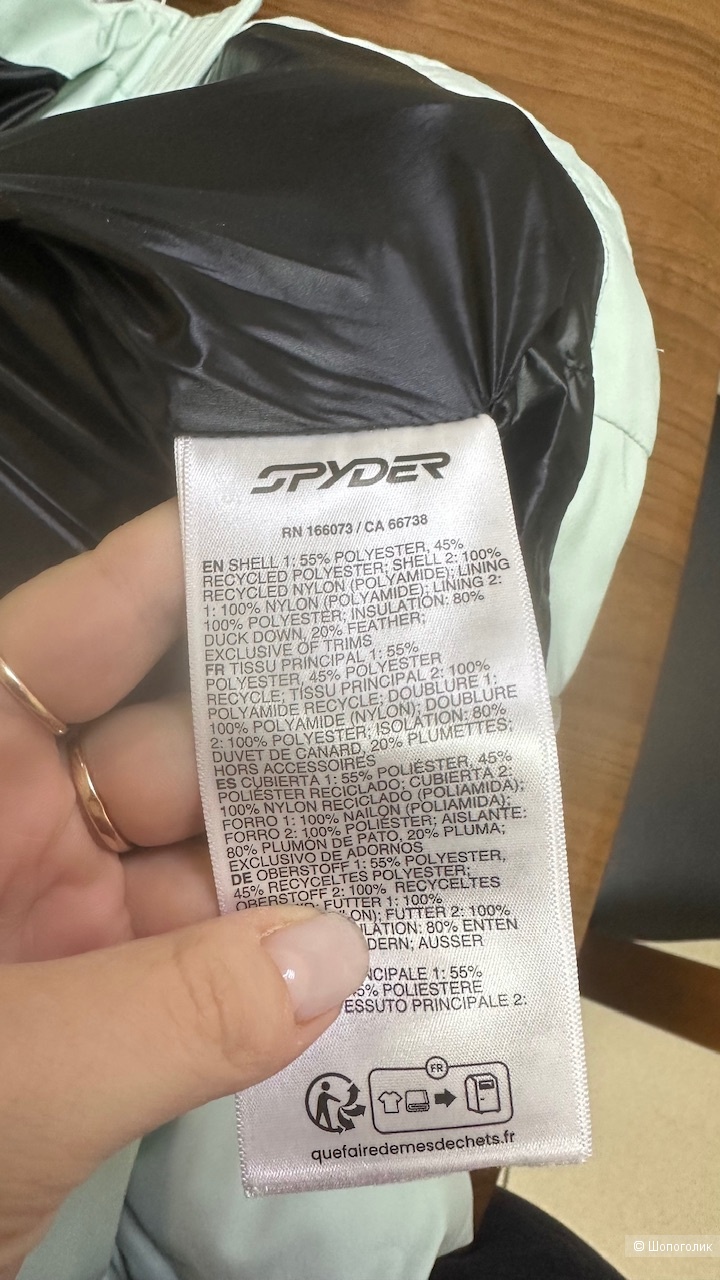 SPYDER
RN 166073 / CA 66738
EN SHELL 1: 55% POLYESTER, 45%
RECYCLED POLYESTER; SHELL 2: 100%
RECYCLED NYLON (POLYAMIDE); LINING
1: 100% NYLON (POLYAMIDE); LINING 2:
100% POLYESTER; INSULATION: 80%
DUCK DOWN, 20% FEATHER;
EXCLUSIVE OF TRIMS
FR TISSU PRINCIPAL 1: 55%
POLYESTER, 45% POLYESTER
RECYCLE; TISSU PRINCIPAL 2: 100%
POLYAMIDE RECYCLE; DOUBLURE 1:
100% POLYAMIDE (NYLON); DOUBLURE
2: 100% POLYESTER; ISOLATION: 80%
DUVET DE CANARD, 20% PLUMETTES;
HORS ACCESSOIRES
ES CUBIERTA 1: 55% POLIÉSTER, 45%
POLIÉSTER RECICLADO; CUBIERTA 2:
100% NYLON RECICLADO (POLIAMIDA);
FORRO 1: 100% NAILON (POLIAMIDA);
FORRO 2: 100% POLIÉSTER; AISLANTE:
80% PLUMÓN DE PATO, 20% PLUMA;
EXCLUSIVO DE ADORNOS
DE OBERSTOFF 1: 55% POLYESTER,
45% RECYCELTES POLYESTER;
OBERSTOFF 2: 100% RECYCELTES
FUTTER 1: 100%
FUTTER 2: 100%
80% ENTEN
AUSSER
1: 55%
POLIESTERE
PRINCIPALE 2:
FR
quefairedemesdechets.fr
© Шопоголик